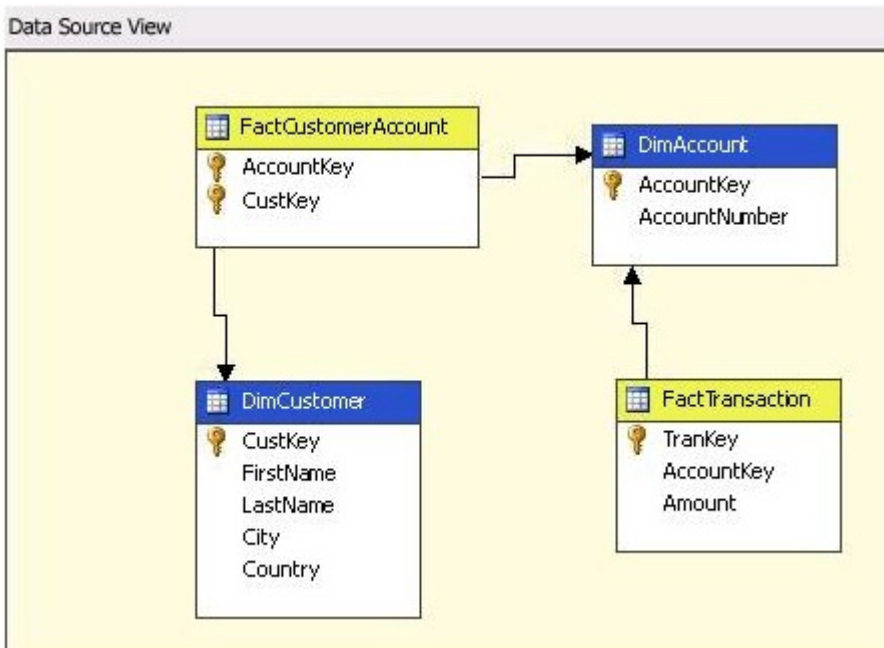 Data Source View
FactCustomerAccount
AccountKey
CustKey
DimAccount
AccountKey
AccountNumber
DimCustomer
CustKey
FirstName
LastName
City
Country
FactTransaction
TranKey
AccountKey
Amount